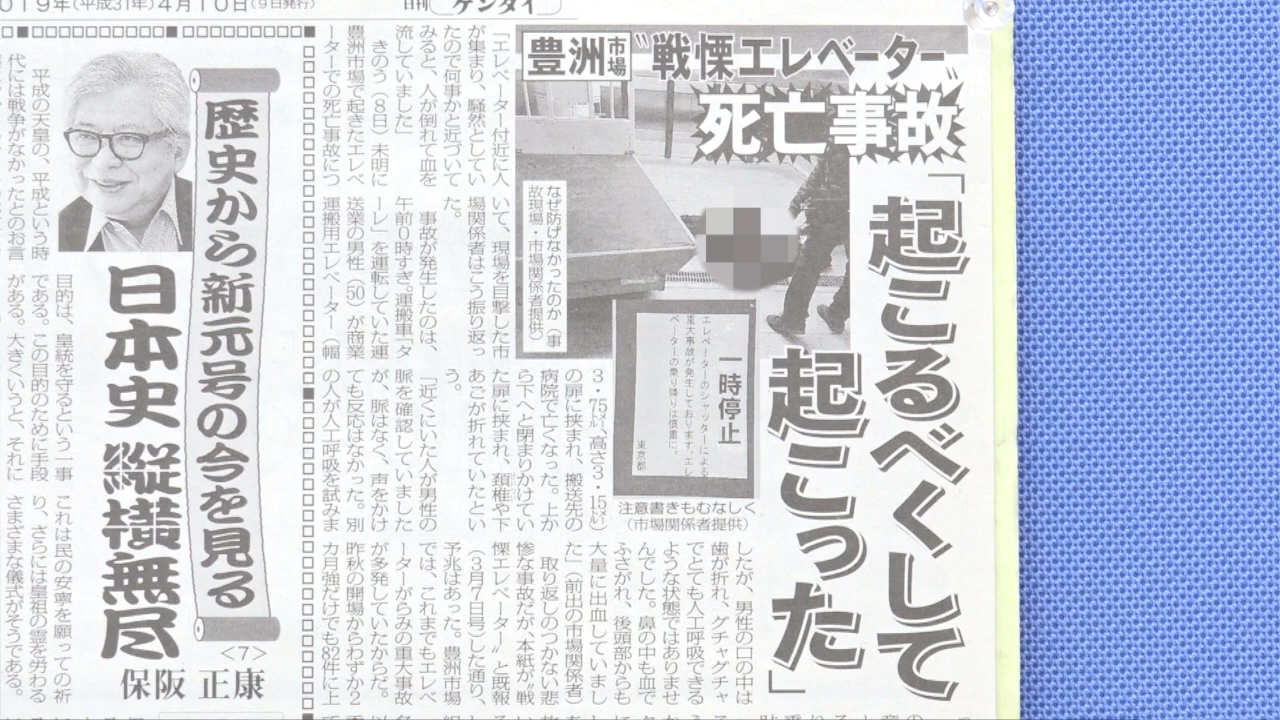 019年(平成31年)4月10日(9日発行)
日刊
ゲンダイ
豊洲市場
〝戦慄エレベーター〟
死亡事故
「起こるべくして
起こった」
なぜ防げなかったのか(事
故現場・市場関係者提供)
一時停止
エレベーターのシャッターによる
重大事故が発生しております。エレ
ベーターの乗り降りは慎重に。
東京都
注意書きもむなしく
(市場関係者提供)
「エレベーター付近に人
が集まり、騒然としてい
たので何事かと近づいて
みると、人が倒れて血を
流していました」
きのう(8日)未明に
豊洲市場で起きたエレベ
ーターでの死亡事故につ
いて、現場を目撃した市
場関係者はこう振り返っ
た。
事故が発生したのは、
午前0時すぎ。運搬車「タ
ーレ」を運転していた運
送業の男性(50)が商業
運搬用エレベーター(幅
3・75㍍、高さ3・15㍍)
の扉に挟まれ、搬送先の
病院で亡くなった。上か
ら下へと閉まりかけてい
た扉に挟まれ、頚椎や下
あごが折れていたとい
う。
「近くにいた人が男性の
脈を確認していました
が、脈はなく、声をかけ
ても反応はなかった。別
の人が人工呼吸を試みま
したが、男性の口の中は
歯が折れ、グチャグチャ
でとても人工呼吸できる
ような状態ではありませ
んでした。鼻の中も血で
ふさがれ、後頭部からも
大量に出血していまし
た」(前出の市場関係者)
取り返しのつかない悲
惨な事故だが、本紙が〝戦
慄エレベーター〟と既報
(3月7日号)した通り、
予兆はあった。豊洲市場
では、これまでもエレベ
ーターがらみの重大事故
が多発していたからだ。
昨秋の開場からわずか2
カ月強だけでも82件に上
歴史から新元号の今を見る
日本史 縦横無尽
<7>
保阪 正康
平成の天皇の、平成という時
代には戦争がなかったとのお言
目的は、皇統を守るという一事
である。この目的のために手段
がある。大きくいうと、それに
これは民の安寧を願っての祈
り、さらには皇祖の霊を労わる
さまざまな儀式がそうである。